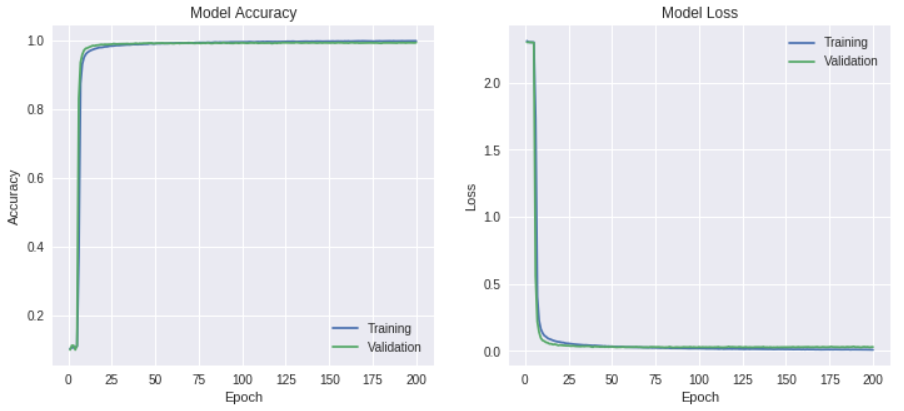 Model Accuracy
1.0
0.8
0.6
0.4
0.2
Accuracy
Training
Validation
0 25 50 75 100 125 150 175 200
Epoch
Model Loss
Training
Validation
2.0
1.5
1.0
0.5
0.0
Loss
0 25 50 75 100 125 150 175 200
Epoch